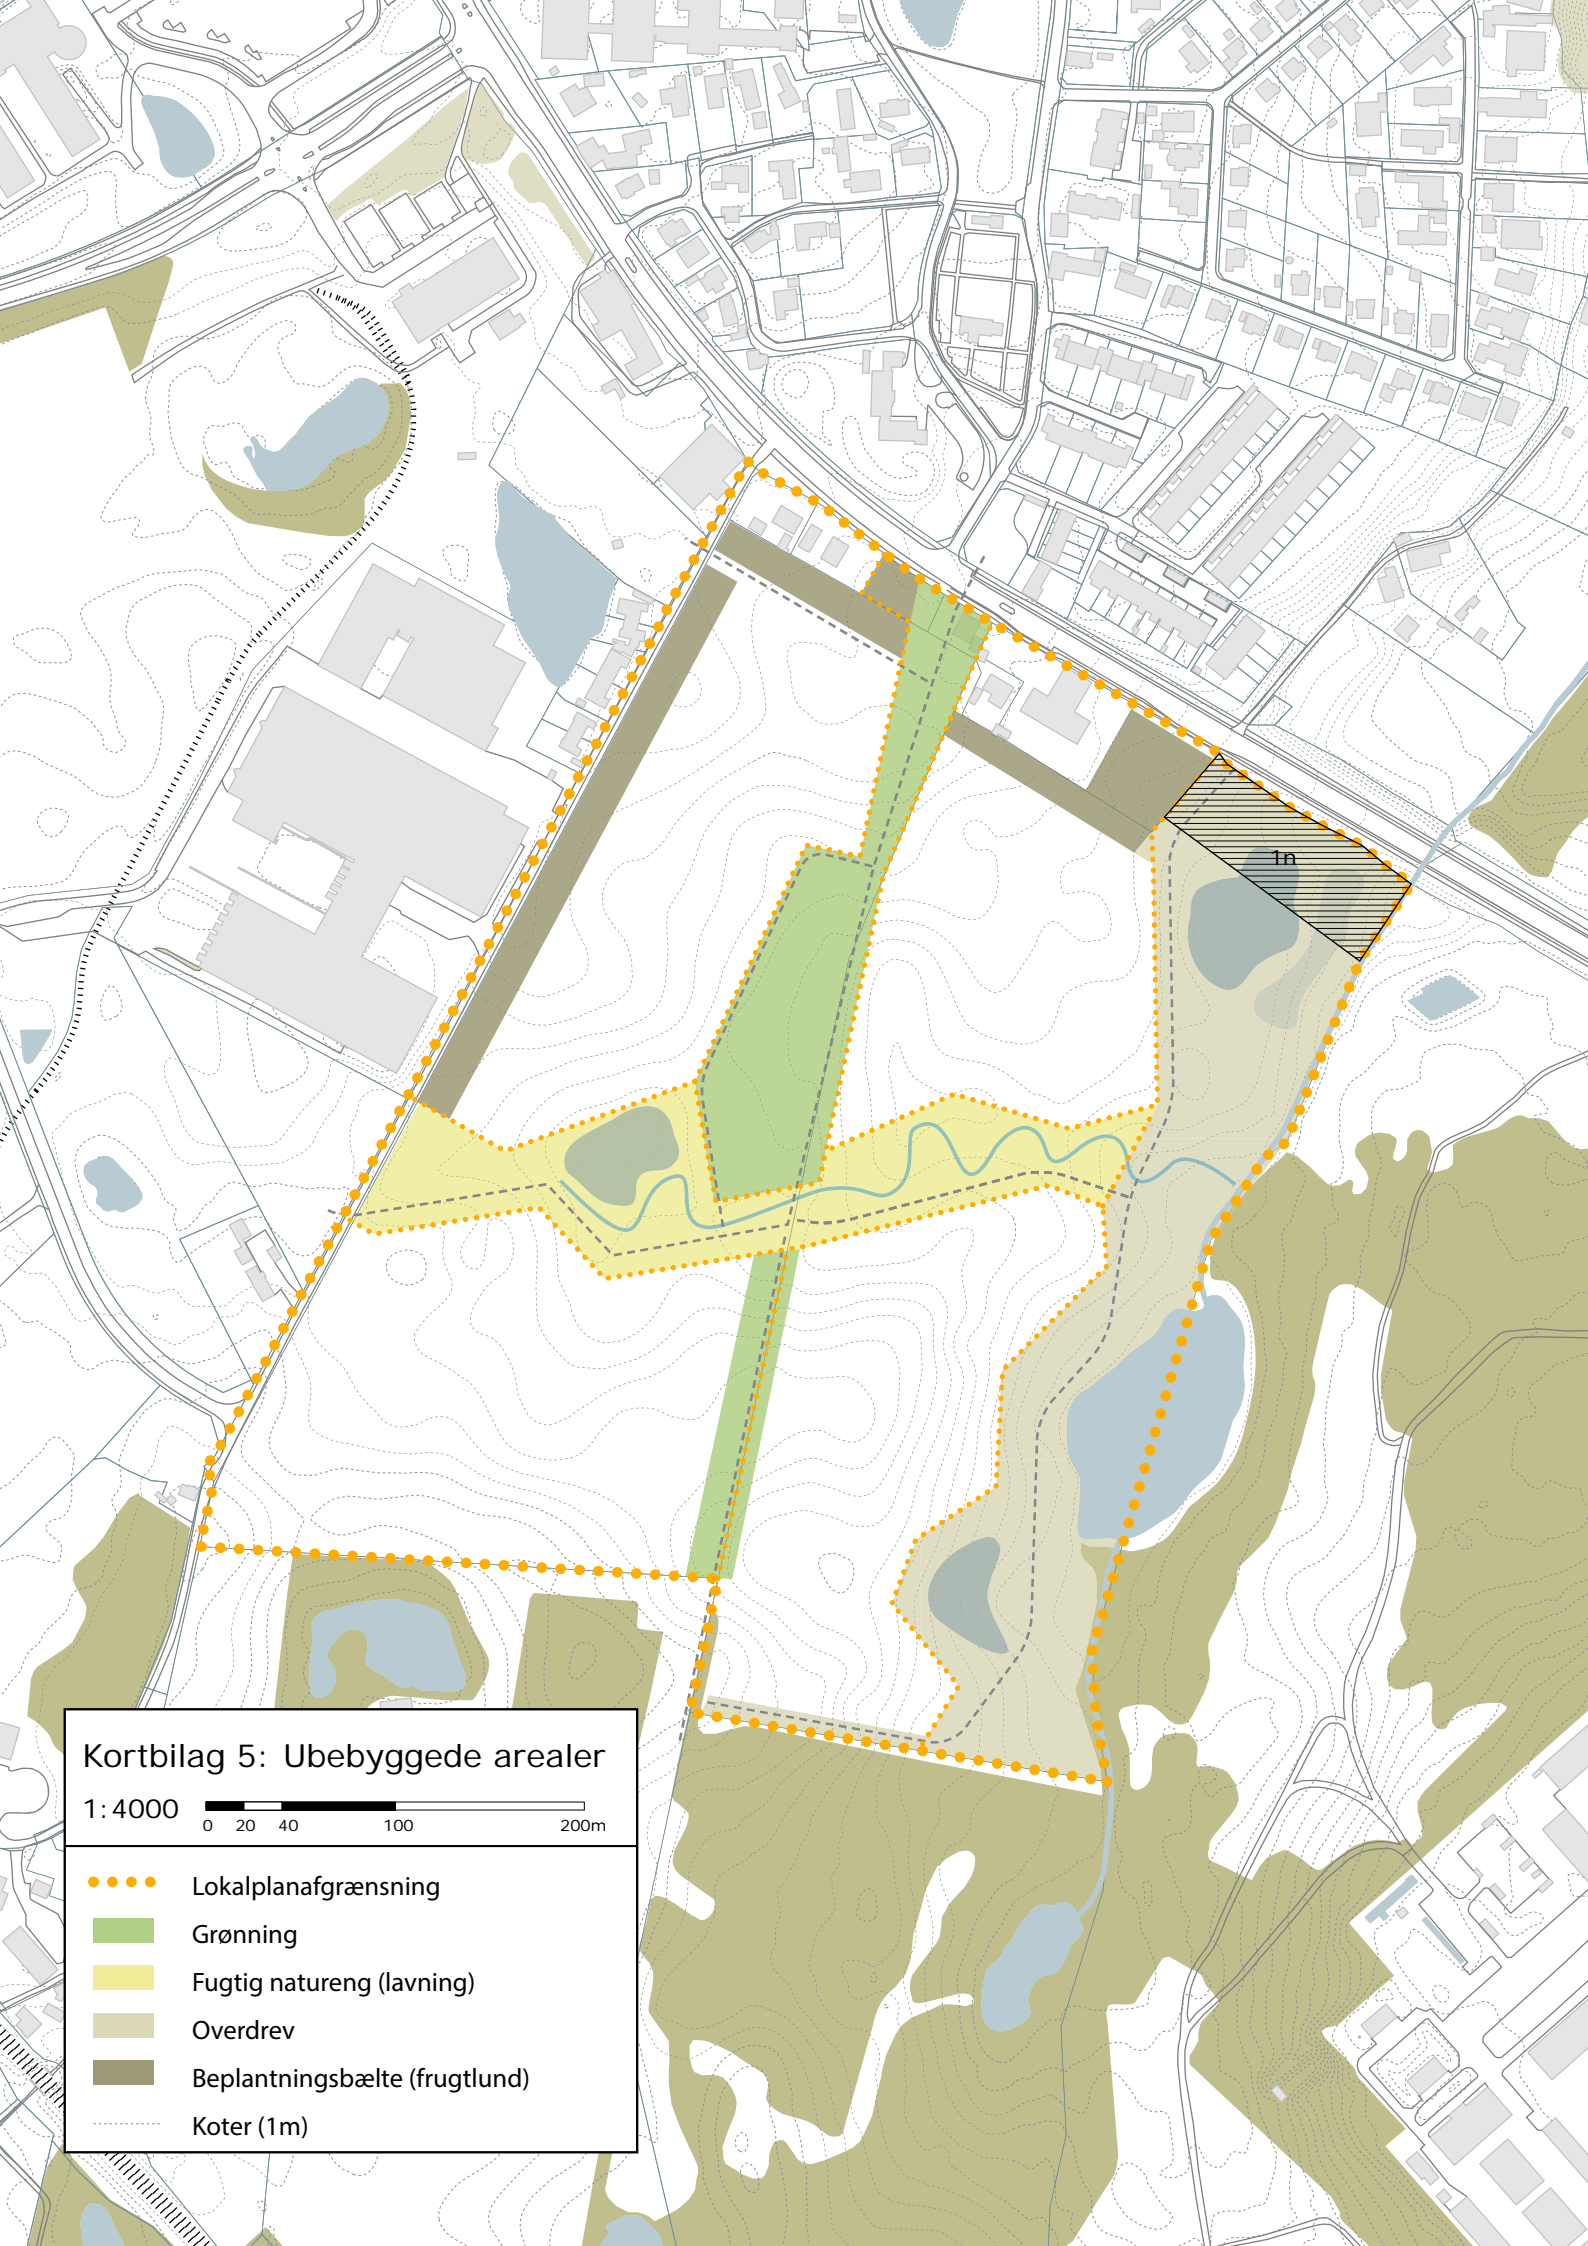 1n
Kortbilag 5: Ubebyggede arealer
1:4000
0 20 40 100 200m
Lokalplanafgrænsning
Grønning
Fugtig natureng (lavning)
Overdrev
Beplantningsbælte (frugtlund)
Koter (1m)